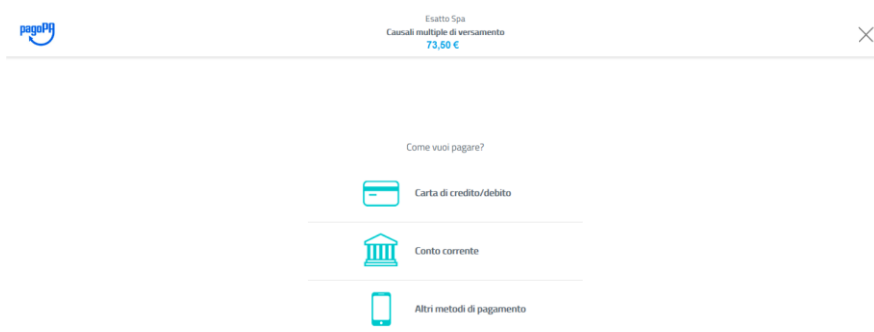 pagoPA
Esatto Spa
Causali multiple di versamento
73,50 €
Come vuoi pagare?
Carta di credito/debito
Conto corrente
Altri metodi di pagamento